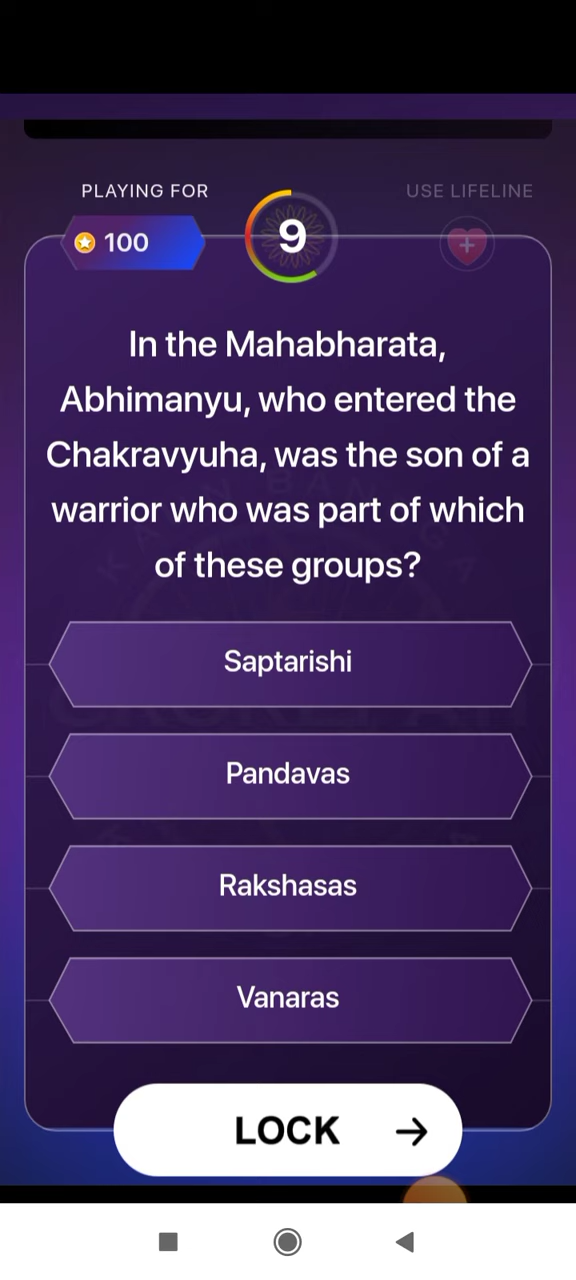 PLAYING FOR
USE LIFELINE
100
9
In the Mahabharata,
Abhimanyu, who entered the
Chakravyuha, was the son of a
warrior who was part of which
of these groups?
Saptarishi
Pandavas
Rakshasas
Vanaras
LOCK